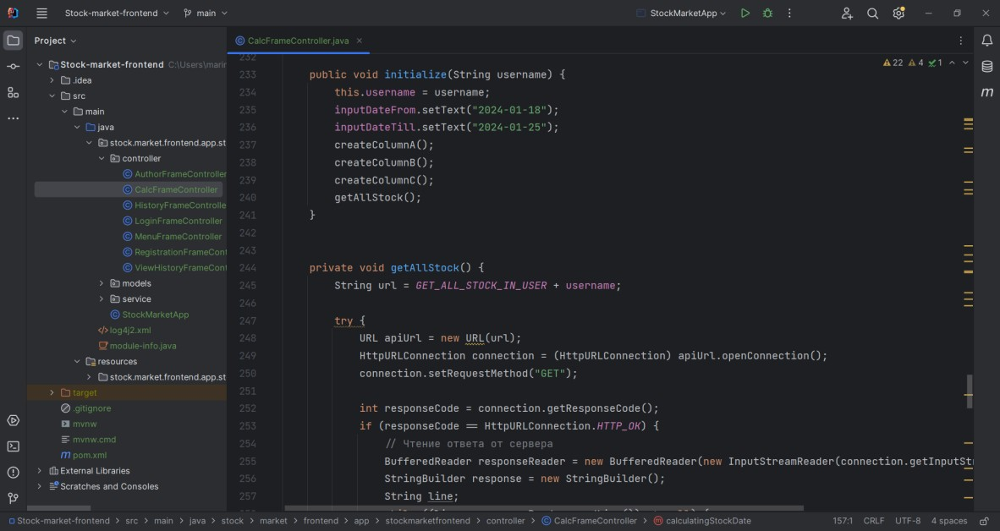 Stock-market-frontend main StockMarketApp
Project
CalcFrameController.java
Stock-market-frontend C:\Users\marin
.idea
src
main
java
stock.market.frontend.app.st
controller
AuthorFrameController
CalcFrameController
HistoryFrameControlle
LoginFrameController
MenuFrameController
RegistrationFrameCont
ViewHistoryFrameCont
models
service
StockMarketApp
log4j2.xml
module-info.java
resources
stock.market.frontend.app.st
target
.gitignore
mvnw
mvnw.cmd
pom.xml
External Libraries
Scratches and Consoles
22 4 1
232
233 public void initialize(String username) {
234 this.username = username;
235 inputDateFrom.setText("2024-01-18");
236 inputDateTill.setText("2024-01-25");
237 createColumnA();
238 createColumnB();
239 createColumnC();
240 getAllStock();
241 }
242
243
244 private void getAllStock() {
245 String url = GET_ALL_STOCK_IN_USER + username;
246
247 try {
248 URL apiUrl = new URL(url);
249 HttpURLConnection connection = (HttpURLConnection) apiUrl.openConnection();
250 connection.setRequestMethod("GET");
251
252 int responseCode = connection.getResponseCode();
253 if (responseCode == HttpURLConnection.HTTP_OK) {
254 // Чтение ответа от сервера
255 BufferedReader responseReader = new BufferedReader(new InputStreamReader(connection.getInputStr
256 StringBuilder response = new StringBuilder();
257 String line;
m
Stock-market-frontend > src > main > java > stock > market > frontend > app > stockmarketfrontend > controller > CalcFrameController > calculatingStockDate 157:1 CRLF UTF-8 4 spaces